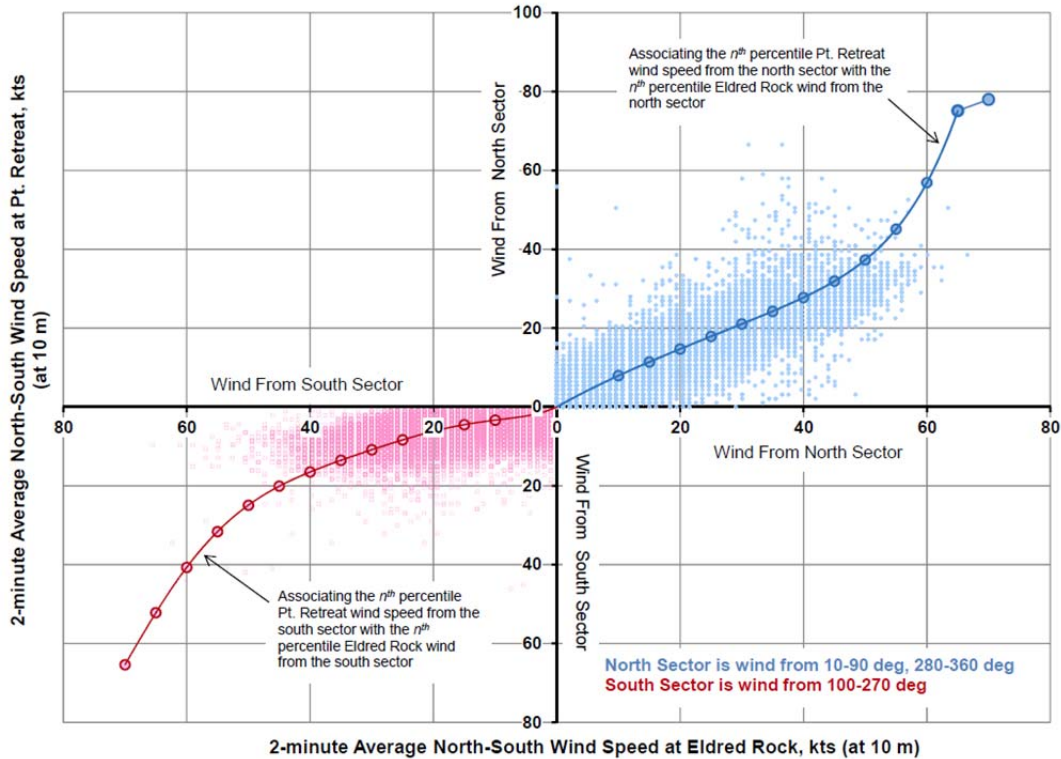 100
80
60
40
20
0
20
40
60
80
80
60
40
20
0
20
40
60
80
2-minute Average North-South Wind Speed at Pt. Retreat, kts
(at 10 m)
Wind From North Sector
Associating the nth percentile Pt. Retreat
wind speed from the north sector with the
nth percentile Eldred Rock wind from the
north sector
Wind From South Sector
Wind From North Sector
Wind From South Sector
Associating the nth percentile
Pt. Retreat wind speed from the
south sector with the nth
percentile Eldred Rock wind
from the south sector
North Sector is wind from 10-90 deg, 280-360 deg
South Sector is wind from 100-270 deg
2-minute Average North-South Wind Speed at Eldred Rock, kts (at 10 m)